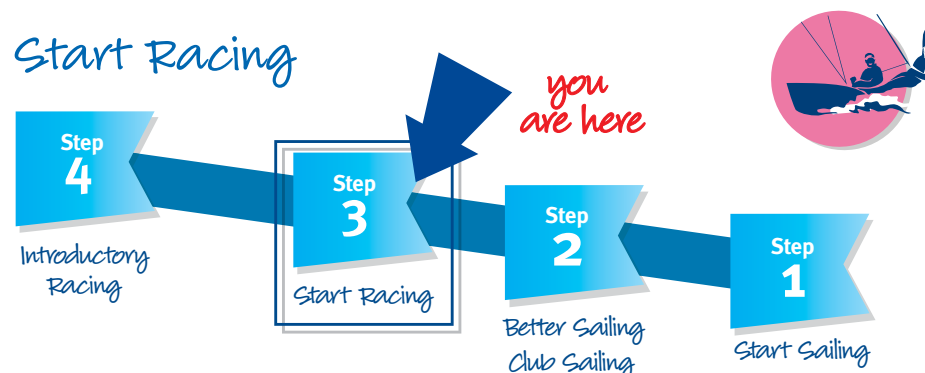 Start Racing
you
are here
Step
4
Introductory
Racing
Step
3
Start Racing
Step
2
Better Sailing
Club Sailing
Step
1
Start Sailing